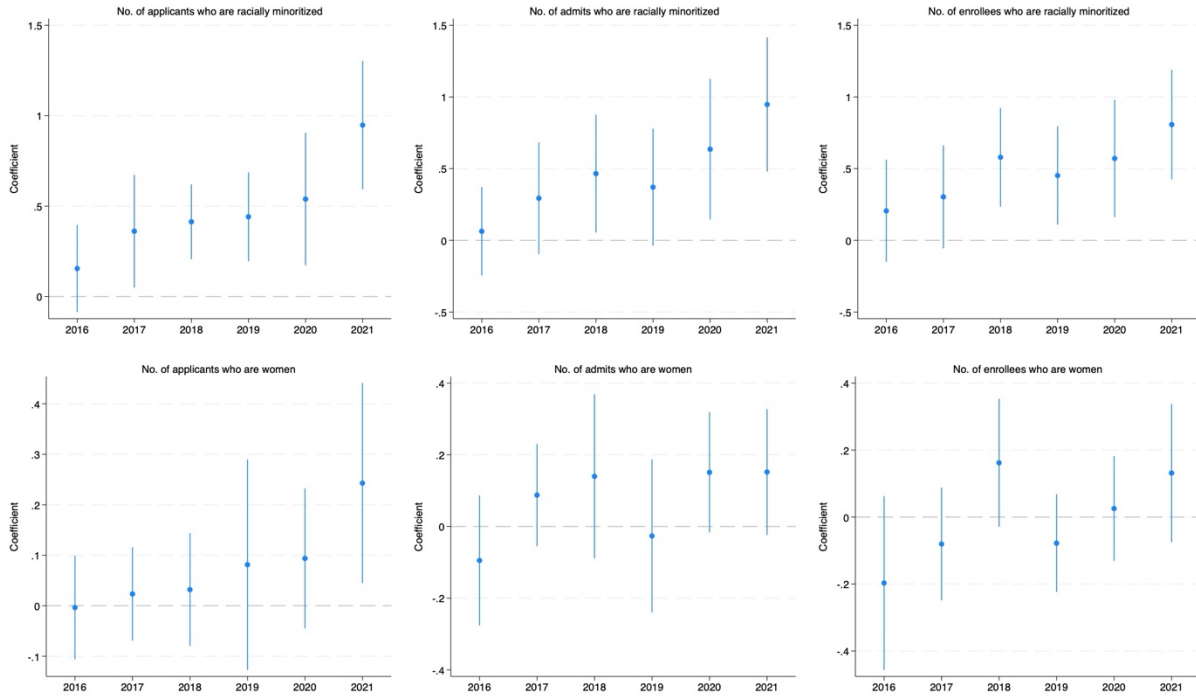 No. of applicants who are racially minoritized
1.5
1
.5
0
Coefficient
2016 2017 2018 2019 2020 2021
No. of admits who are racially minoritized
1.5
1
.5
0
-.5
Coefficient
2016 2017 2018 2019 2020 2021
No. of enrollees who are racially minoritized
1.5
1
.5
0
-.5
Coefficient
2016 2017 2018 2019 2020 2021
No. of applicants who are women
.4
.3
.2
.1
0
-.1
Coefficient
2016 2017 2018 2019 2020 2021
No. of admits who are women
.4
.2
0
-.2
-.4
Coefficient
2016 2017 2018 2019 2020 2021
No. of enrollees who are women
.4
.2
0
-.2
-.4
Coefficient
2016 2017 2018 2019 2020 2021